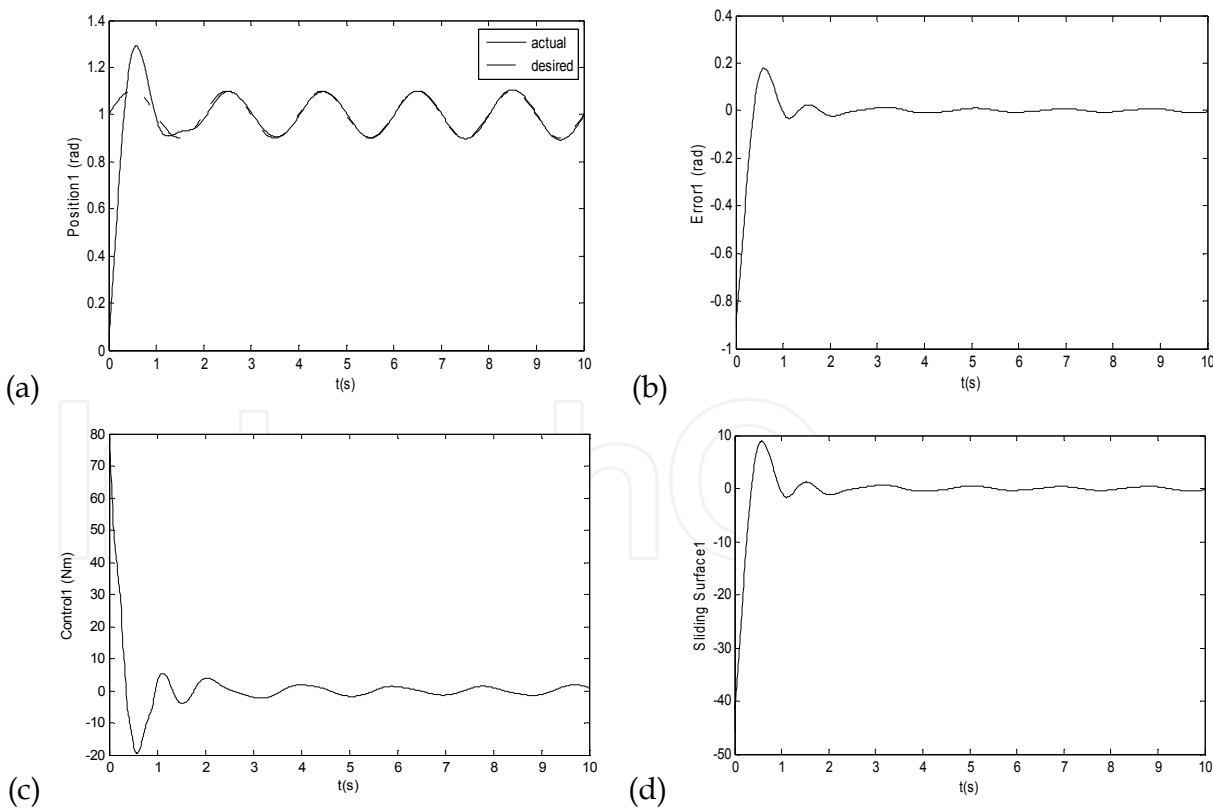 1.4
1.2
1
0.8
0.6
0.4
0.2
0
Position1 (rad)
actual
desired
0 1 2 3 4 5 6 7 8 9 10
t(s)
(a)
0.4
0.2
0
-0.2
-0.4
-0.6
-0.8
-1
Error1 (rad)
0 1 2 3 4 5 6 7 8 9 10
t(s)
(b)
80
70
60
50
40
30
20
10
0
-10
-20
Control1 (Nm)
0 1 2 3 4 5 6 7 8 9 10
t(s)
(c)
10
0
-10
-20
-30
-40
-50
Sliding Surface1
0 1 2 3 4 5 6 7 8 9 10
t(s)
(d)